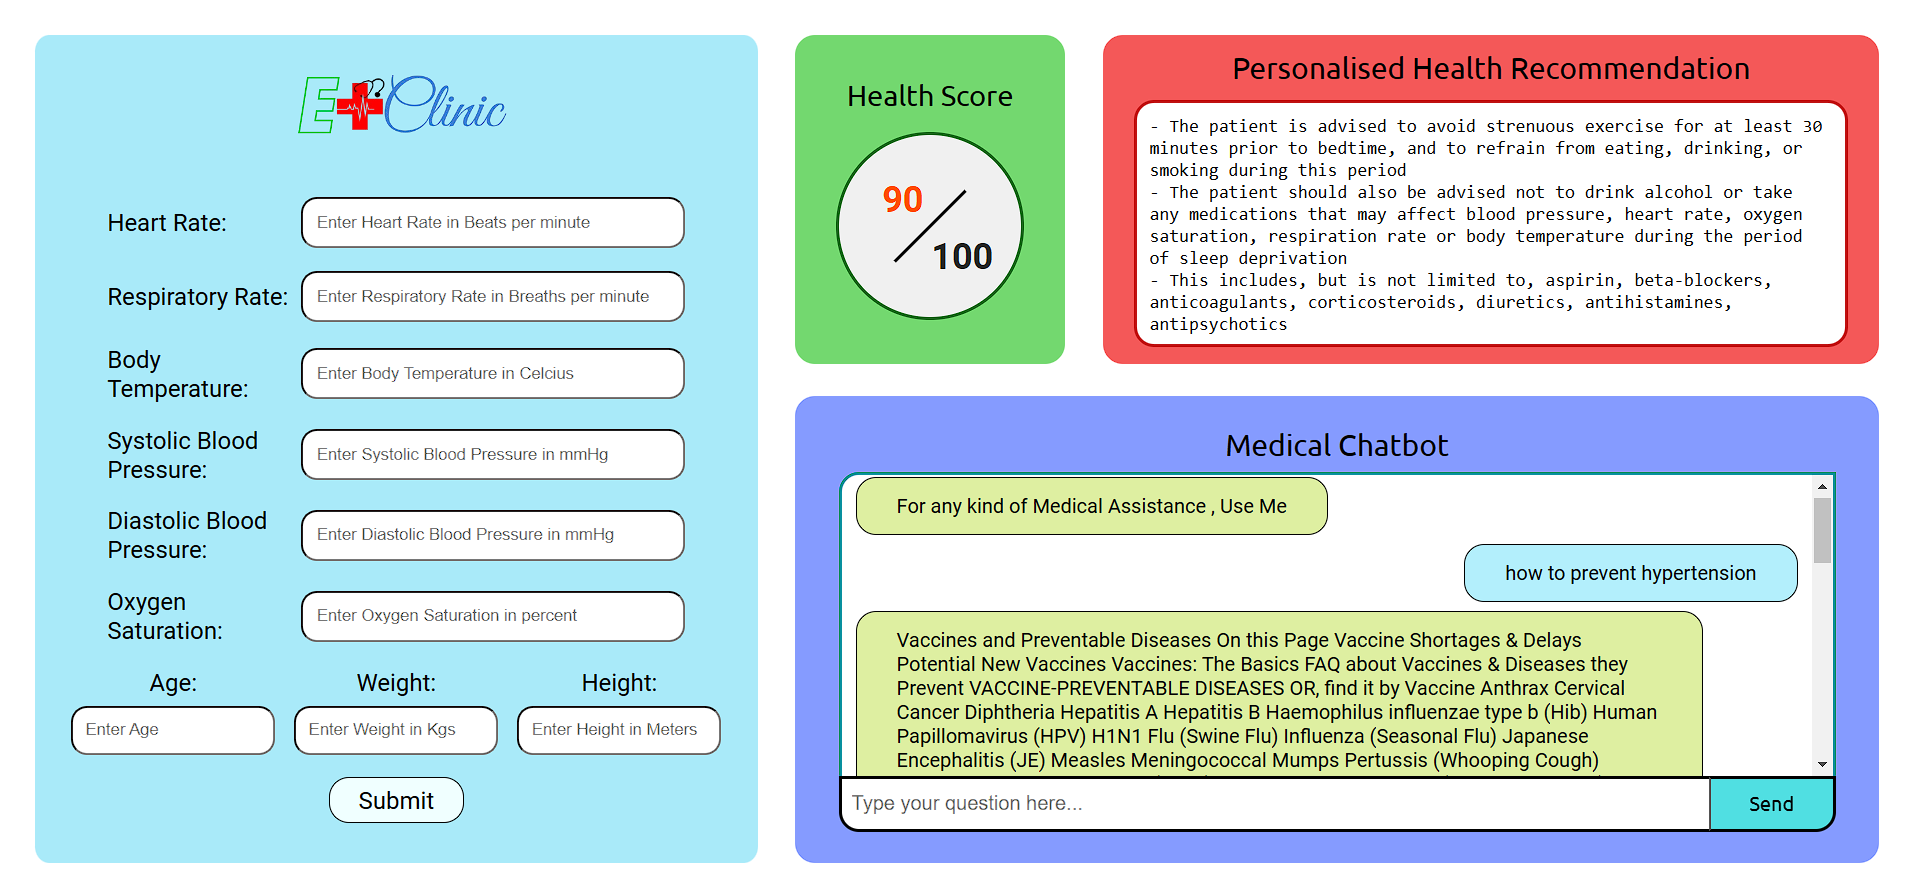 E Clinic
Heart Rate:
Enter Heart Rate in Beats per minute
Respiratory Rate:
Enter Respiratory Rate in Breaths per minute
Body
Temperature:
Enter Body Temperature in Celcius
Systolic Blood
Pressure:
Enter Systolic Blood Pressure in mmHg
Diastolic Blood
Pressure:
Enter Diastolic Blood Pressure in mmHg
Oxygen
Saturation:
Enter Oxygen Saturation in percent
Age:
Weight:
Height:
Enter Age
Enter Weight in Kgs
Enter Height in Meters
Submit
Health Score
90
100
Personalised Health Recommendation
- The patient is advised to avoid strenuous exercise for at least 30
minutes prior to bedtime, and to refrain from eating, drinking, or
smoking during this period
- The patient should also be advised not to drink alcohol or take
any medications that may affect blood pressure, heart rate, oxygen
saturation, respiration rate or body temperature during the period
of sleep deprivation
- This includes, but is not limited to, aspirin, beta-blockers,
anticoagulants, corticosteroids, diuretics, antihistamines,
antipsychotics
Medical Chatbot
For any kind of Medical Assistance , Use Me
how to prevent hypertension
Vaccines and Preventable Diseases On this Page Vaccine Shortages & Delays
Potential New Vaccines Vaccines: The Basics FAQ about Vaccines & Diseases they
Prevent VACCINE-PREVENTABLE DISEASES OR, find it by Vaccine Anthrax Cervical
Cancer Diphtheria Hepatitis A Hepatitis B Haemophilus influenzae type b (Hib) Human
Papillomavirus (HPV) H1N1 Flu (Swine Flu) Influenza (Seasonal Flu) Japanese
Encephalitis (JE) Measles Meningococcal Mumps Pertussis (Whooping Cough)
Type your question here...
Send